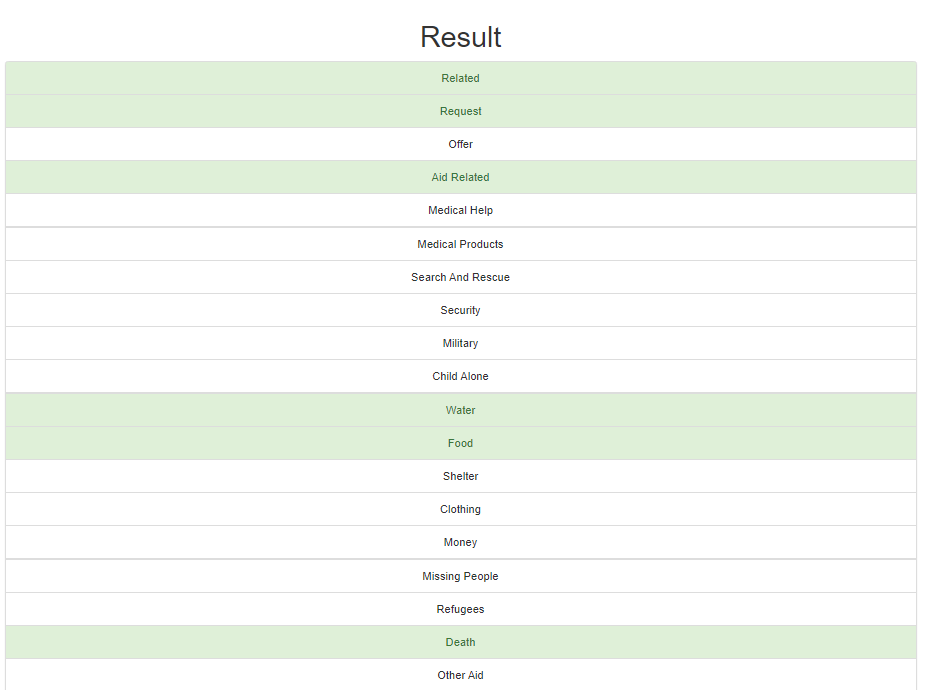 Result
Related
Request
Offer
Aid Related
Medical Help
Medical Products
Search And Rescue
Security
Military
Child Alone
Water
Food
Shelter
Clothing
Money
Missing People
Refugees
Death
Other Aid